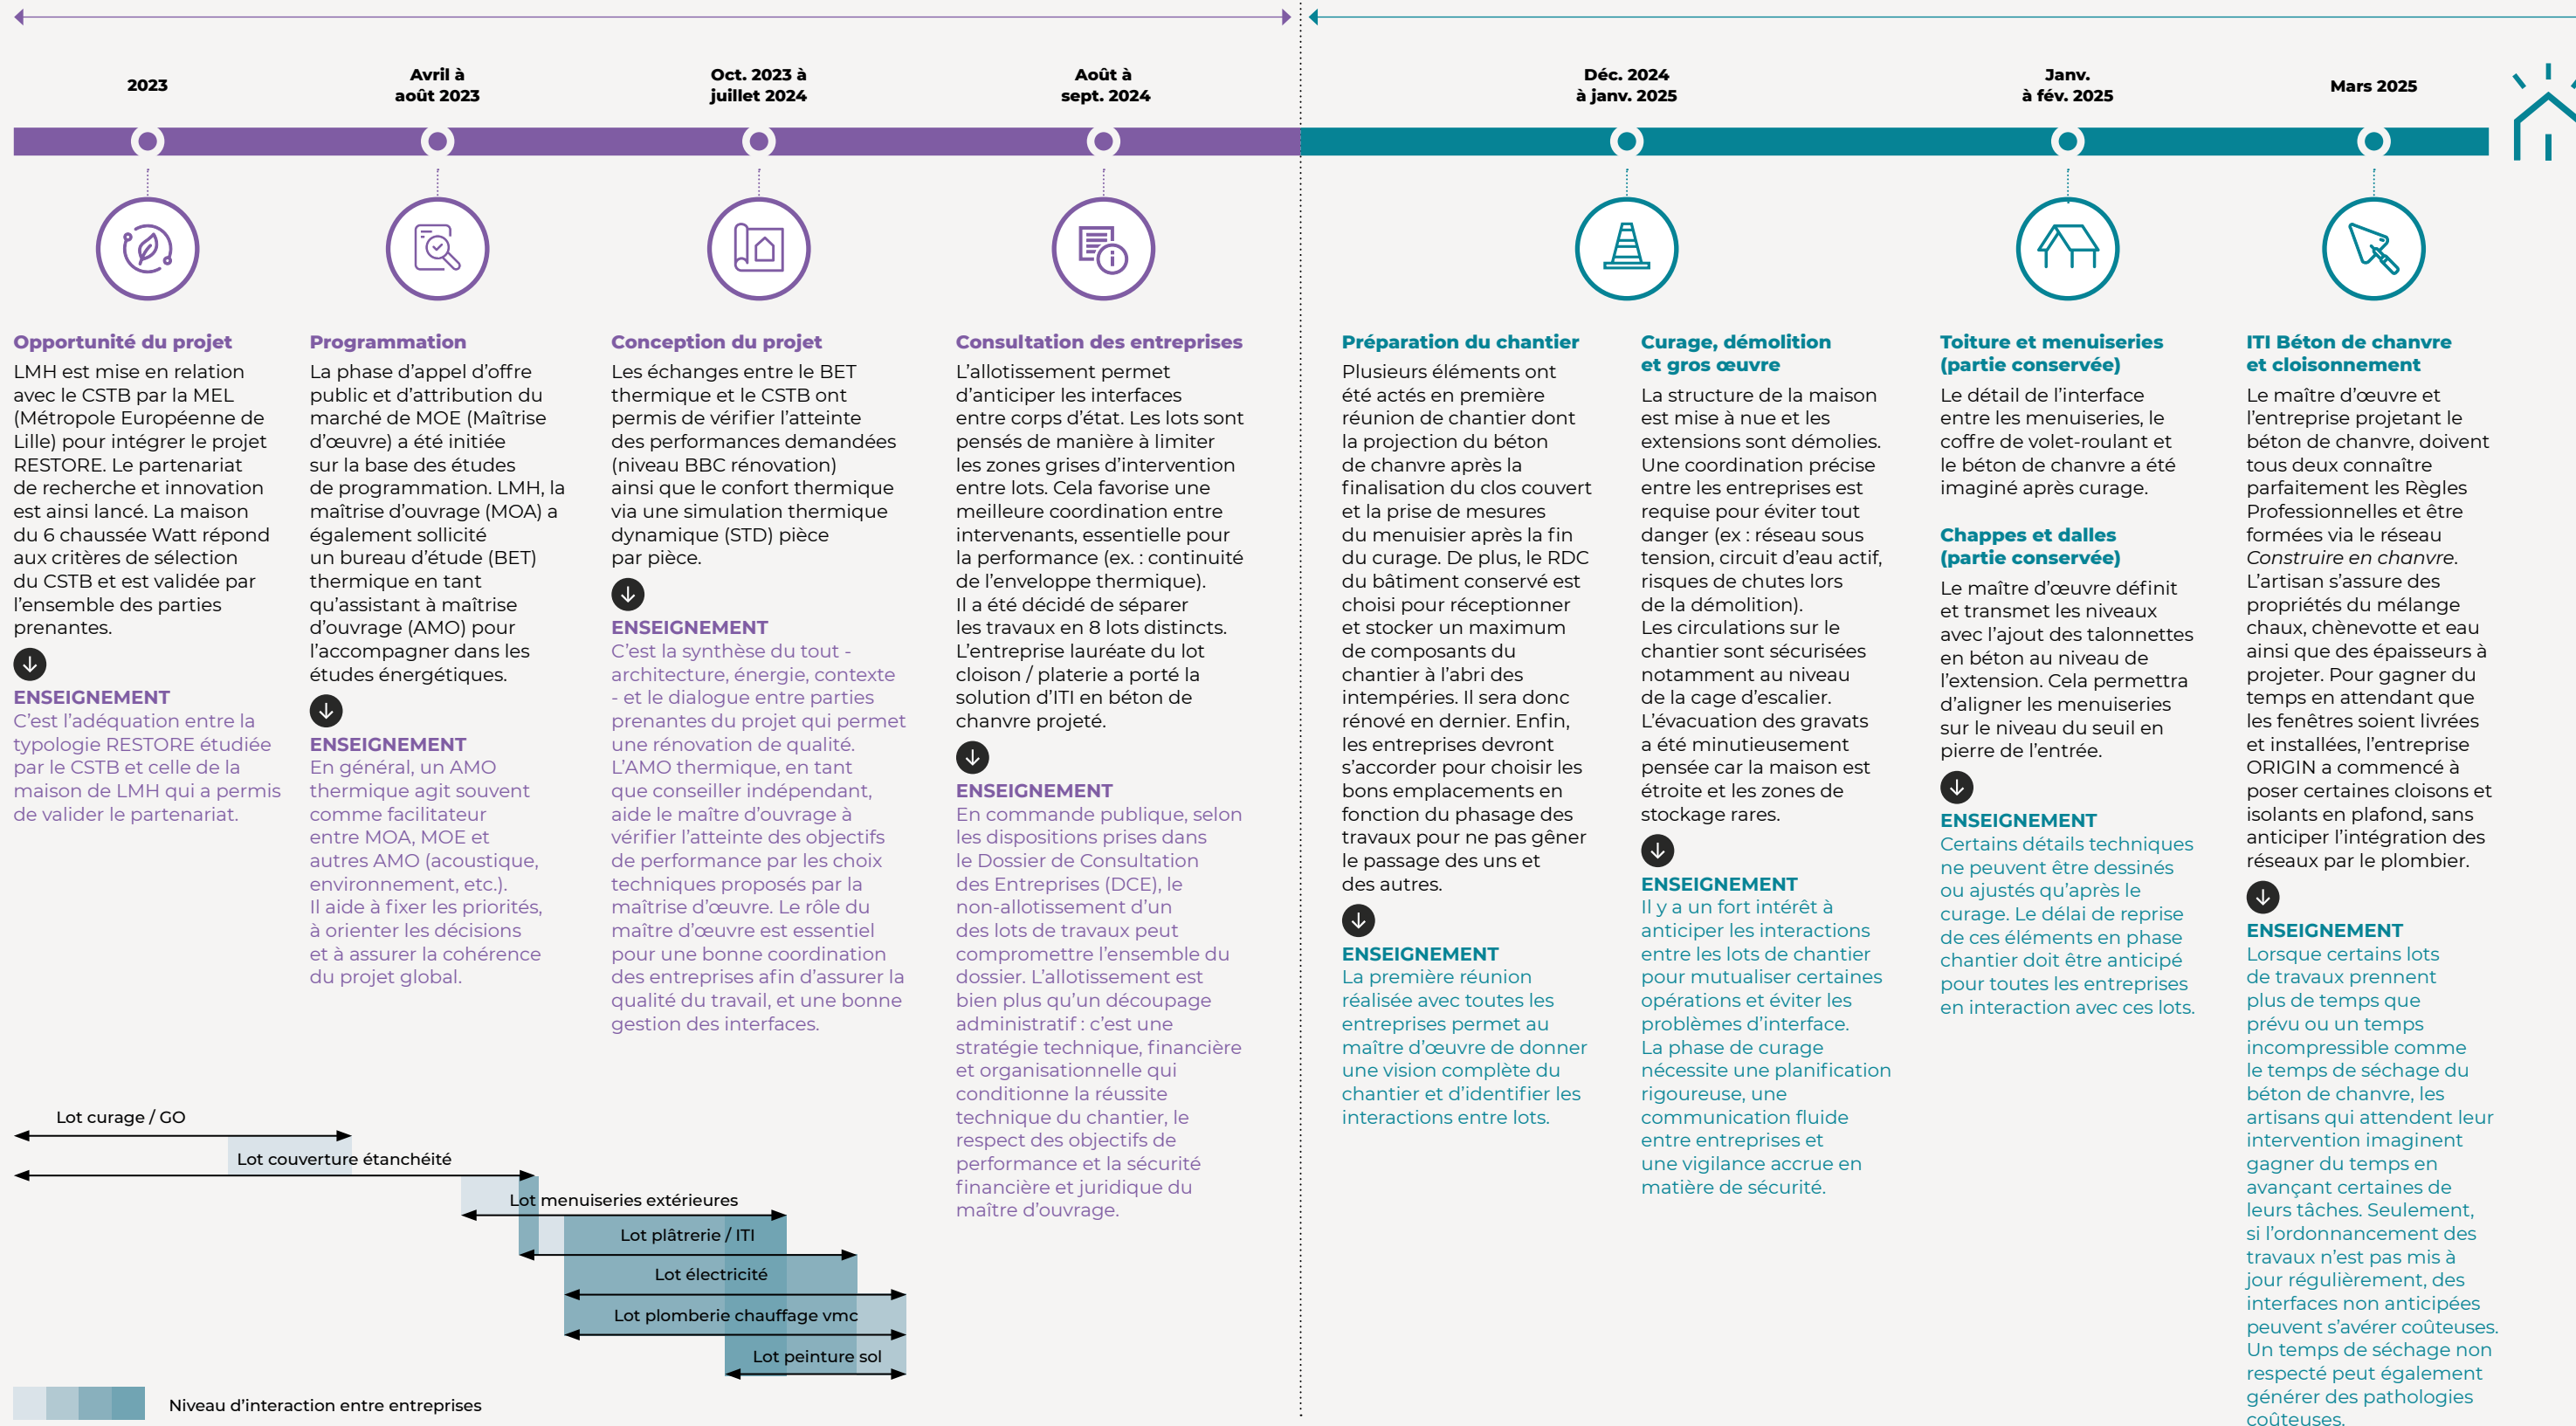 2023
Avril à
août 2023
Oct. 2023 à
juillet 2024
Août à
sept. 2024
Déc. 2024
à janv. 2025
Janv.
à fév. 2025
Mars 2025
Opportunité du projet
LMH est mise en relation
avec le CSTB par la MEL
(Métropole Européenne de
Lille) pour intégrer le projet
RESTORE. Le partenariat
de recherche et innovation
est ainsi lancé. La maison
du 6 chaussée Watt répond
aux critères de sélection
du CSTB et est validée par
l’ensemble des parties
prenantes.
ENSEIGNEMENT
C’est l’adéquation entre la
typologie RESTORE étudiée
par le CSTB et celle de la
maison de LMH qui a permis
de valider le partenariat.
Programmation
La phase d’appel d’offre
public et d’attribution du
marché de MOE (Maîtrise
d’œuvre) a été initiée
sur la base des études
de programmation. LMH, la
maîtrise d’ouvrage (MOA) a
également sollicité
un bureau d’étude (BET)
thermique en tant
qu’assistant à maîtrise
d’ouvrage (AMO) pour
l’accompagner dans les
études énergétiques.
ENSEIGNEMENT
En général, un AMO
thermique agit souvent
comme facilitateur
entre MOA, MOE et
autres AMO (acoustique,
environnement, etc.).
Il aide à fixer les priorités,
à orienter les décisions
et à assurer la cohérence
du projet global.
Conception du projet
Les échanges entre le BET
thermique et le CSTB ont
permis de vérifier l’atteinte
des performances demandées
(niveau BBC rénovation)
ainsi que le confort thermique
via une simulation thermique
dynamique (STD) pièce
par pièce.
ENSEIGNEMENT
C’est la synthèse du tout -
architecture, énergie, contexte
- et le dialogue entre parties
prenantes du projet qui permet
une rénovation de qualité.
L’AMO thermique, en tant
que conseiller indépendant,
aide le maître d’ouvrage à
vérifier l’atteinte des objectifs
de performance par les choix
techniques proposés par la
maîtrise d’œuvre. Le rôle du
maître d’œuvre est essentiel
pour une bonne coordination
des entreprises afin d’assurer la
qualité du travail, et une bonne
gestion des interfaces.
Consultation des entreprises
L’allotissement permet
d’anticiper les interfaces
entre corps d’état. Les lots sont
pensés de manière à limiter
les zones grises d’intervention
entre lots. Cela favorise une
meilleure coordination entre
intervenants, essentielle pour
la performance (ex. : continuité
de l’enveloppe thermique).
Il a été décidé de séparer
les travaux en 8 lots distincts.
L’entreprise lauréate du lot
cloison / platerie a porté la
solution d’ITI en béton de
chanvre projeté.
ENSEIGNEMENT
En commande publique, selon
les dispositions prises dans
le Dossier de Consultation
des Entreprises (DCE), le
non-allotissement d’un
des lots de travaux peut
compromettre l’ensemble du
dossier. L’allotissement est
bien plus qu’un découpage
administratif : c’est une
stratégie technique, financière
et organisationnelle qui
conditionne la réussite
technique du chantier, le
respect des objectifs de
performance et la sécurité
financière et juridique du
maître d’ouvrage.
Préparation du chantier
Plusieurs éléments ont
été actés en première
réunion de chantier dont
la projection du béton
de chanvre après la
finalisation du clos couvert
et la prise de mesures
du menuisier après la fin
du curage. De plus, le RDC
du bâtiment conservé est
choisi pour réceptionner
et stocker un maximum
de composants du
chantier à l’abri des
intempéries. Il sera donc
rénové en dernier. Enfin,
les entreprises devront
s’accorder pour choisir les
bons emplacements en
fonction du phasage des
travaux pour ne pas gêner
le passage des uns et
des autres.
ENSEIGNEMENT
La première réunion
réalisée avec toutes les
entreprises permet au
maître d’œuvre de donner
une vision complète du
chantier et d’identifier les
interactions entre lots.
Curage, démolition
et gros œuvre
La structure de la maison
est mise à nue et les
extensions sont démolies.
Une coordination précise
entre les entreprises est
requise pour éviter tout
danger (ex : réseau sous
tension, circuit d’eau actif,
risques de chutes lors
de la démolition).
Les circulations sur le
chantier sont sécurisées
notamment au niveau
de la cage d’escalier.
L’évacuation des gravats
a été minutieusement
pensée car la maison est
étroite et les zones de
stockage rares.
ENSEIGNEMENT
Il y a un fort intérêt à
anticiper les interactions
entre les lots de chantier
pour mutualiser certaines
opérations et éviter les
problèmes d’interface.
La phase de curage
nécessite une planification
rigoureuse, une
communication fluide
entre entreprises et
une vigilance accrue en
matière de sécurité.
Toiture et menuiseries
(partie conservée)
Le détail de l’interface
entre les menuiseries, le
coffre de volet-roulant et
le béton de chanvre a été
imaginé après curage.
Chappes et dalles
(partie conservée)
Le maître d’œuvre définit
et transmet les niveaux
avec l’ajout des talonnettes
en béton au niveau de
l’extension. Cela permettra
d’aligner les menuiseries
sur le niveau du seuil en
pierre de l’entrée.
ENSEIGNEMENT
Certains détails techniques
ne peuvent être dessinés
ou ajustés qu’après le
curage. Le délai de reprise
de ces éléments en phase
chantier doit être anticipé
pour toutes les entreprises
en interaction avec ces lots.
ITI Béton de chanvre
et cloisonnement
Le maître d’œuvre et
l’entreprise projetant le
béton de chanvre, doivent
tous deux connaître
parfaitement les Règles
Professionnelles et être
formées via le réseau
Construire en chanvre.
L’artisan s’assure des
propriétés du mélange
chaux, chènevotte et eau
ainsi que des épaisseurs à
projeter. Pour gagner du
temps en attendant que
les fenêtres soient livrées
et installées, l’entreprise
ORIGIN a commencé à
poser certaines cloisons et
isolants en plafond, sans
anticiper l’intégration des
réseaux par le plombier.
ENSEIGNEMENT
Lorsque certains lots
de travaux prennent
plus de temps que
prévu ou un temps
incompressible comme
le temps de séchage du
béton de chanvre, les
artisans qui attendent leur
intervention imaginent
gagner du temps en
avançant certaines de
leurs tâches. Seulement,
si l’ordonnancement des
travaux n’est pas mis à
jour régulièrement, des
interfaces non anticipées
peuvent s’avérer coûteuses.
Un temps de séchage non
respecté peut également
générer des pathologies
coûteuses.
Lot curage / GO
Lot couverture étanchéité
Lot menuiseries extérieures
Lot plâtrerie / ITI
Lot électricité
Lot plomberie chauffage vmc
Lot peinture sol
Niveau d’interaction entre entreprises